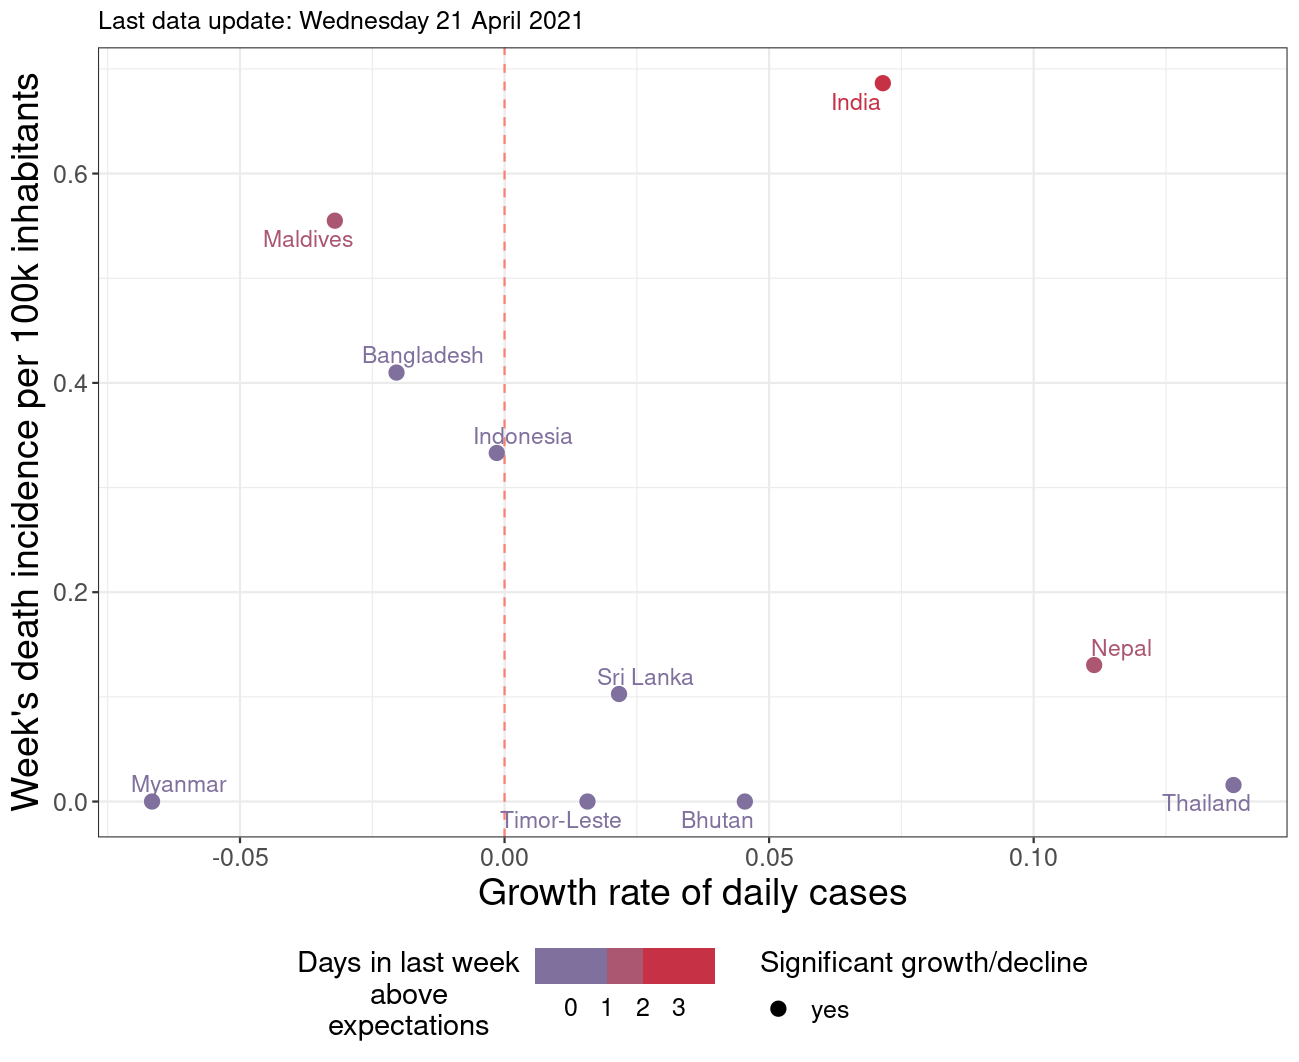 Last data update: Wednesday 21 April 2021
Week's death incidence per 100k inhabitants
0.6
0.4
0.2
0.0
India
Maldives
Bangladesh
Indonesia
Nepal
Sri Lanka
Myanmar
Thailand
Timor-Leste
Bhutan
-0.05 0.00 0.05 0.10
Growth rate of daily cases
Days in last week
above
expectations
0 1 2 3
Significant growth/decline
yes